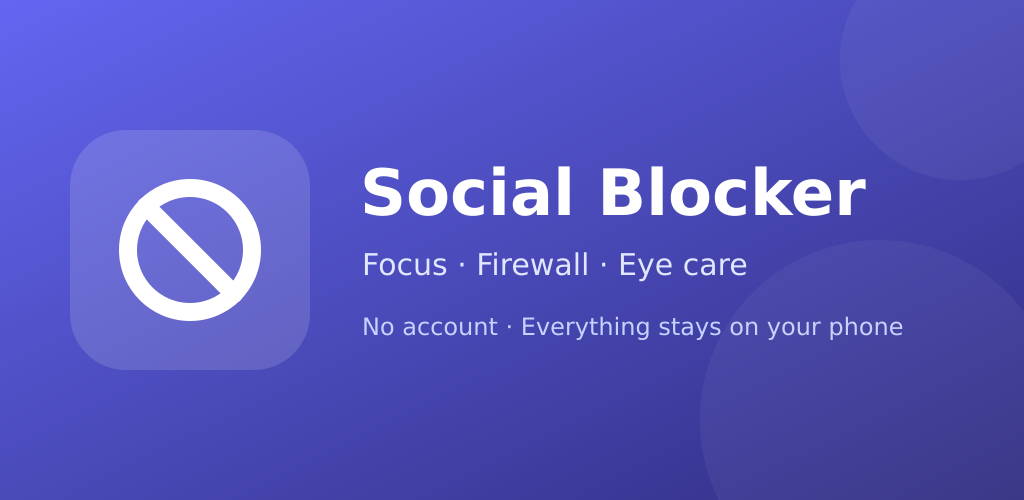 Social Blocker
Focus · Firewall · Eye care
No account · Everything stays on your phone